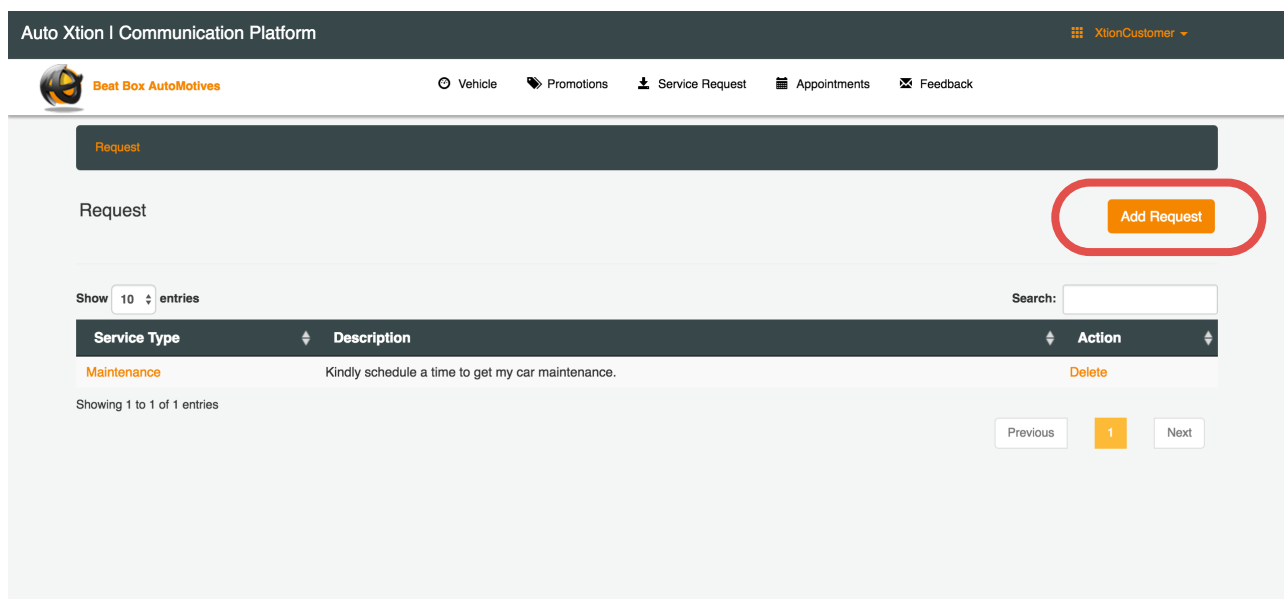 Auto Xtion l Communication Platform XtionCustomer
Beat Box AutoMotives Vehicle Promotions Service Request Appointments Feedback
Request
Request Add Request
Show 10 entries Search:
Service Type Description Action
Maintenance Kindly schedule a time to get my car maintenance. Delete
Showing 1 to 1 of 1 entries
Previous 1 Next